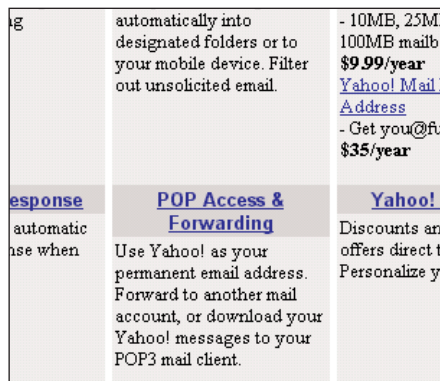 g
automatically into
designated folders or to
your mobile device. Filter
out unsolicited email.
- 10MB, 25M
100MB mailb
$9.99/year
Yahoo! Mail
Address
- Get you@fu
$35/year
esponse
automatic
nse when
POP Access &
Forwarding
Use Yahoo! as your
permanent email address.
Forward to another mail
account, or download your
Yahoo! messages to your
POP3 mail client.
Yahoo!
Discounts an
offers direct t
Personalize y